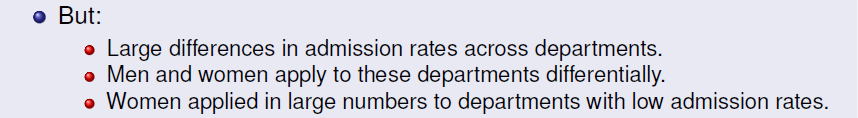 But:
Large differences in admission rates across departments.
Men and women apply to these departments differentially.
Women applied in large numbers to departments with low admission rates.